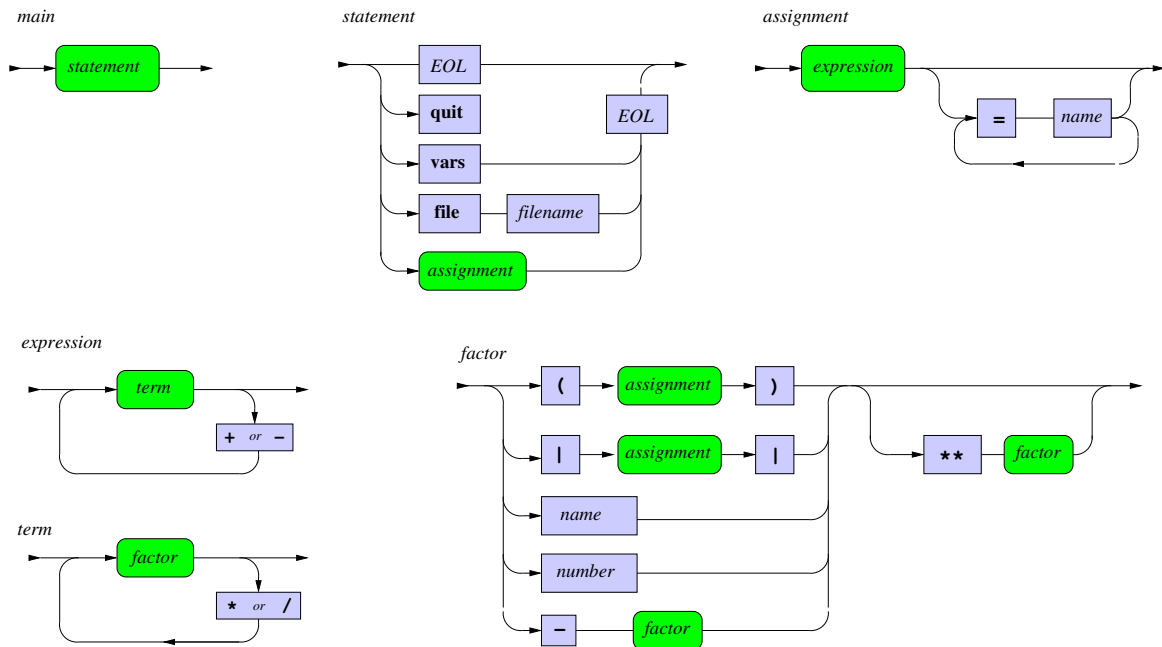 main
statement
statement
EOL
quit
EOL
vars
file filename
assignment
assignment
expression
= name
expression
term
+ or -
term
factor
* or /
factor
( assignment )
| assignment |
** factor
name
number
- factor